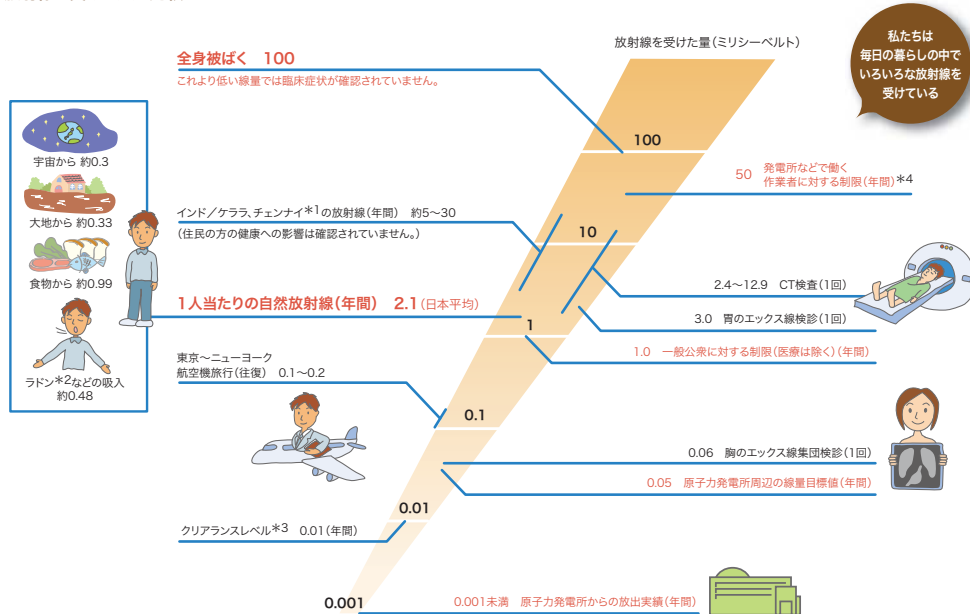 放射線を受けた量(ミリシーベルト)
私たちは
毎日の暮らしの中で
いろいろな放射線を
受けている
全身被ばく 100
これより低い線量では臨床症状が確認されていません。
100
50 発電所などで働く
作業者に対する制限(年間)*4
宇宙から 約0.3
大地から 約0.33
食物から 約0.99
ラドン*2などの吸入
約0.48
インド/ケララ、チェンナイ*1の放射線(年間) 約5~30
(住民の方の健康への影響は確認されていません。)
10
2.4~12.9 CT検査(1回)
1人当たりの自然放射線(年間) 2.1(日本平均)
3.0 胃のエックス線検診(1回)
1
1.0 一般公衆に対する制限(医療は除く)(年間)
東京~ニューヨーク
航空機旅行(往復) 0.1~0.2
0.1
0.06 胸のエックス線集団検診(1回)
0.05 原子力発電所周辺の線量目標値(年間)
0.01
クリアランスレベル*3 0.01(年間)
0.001
0.001未満 原子力発電所からの放出実績(年間)